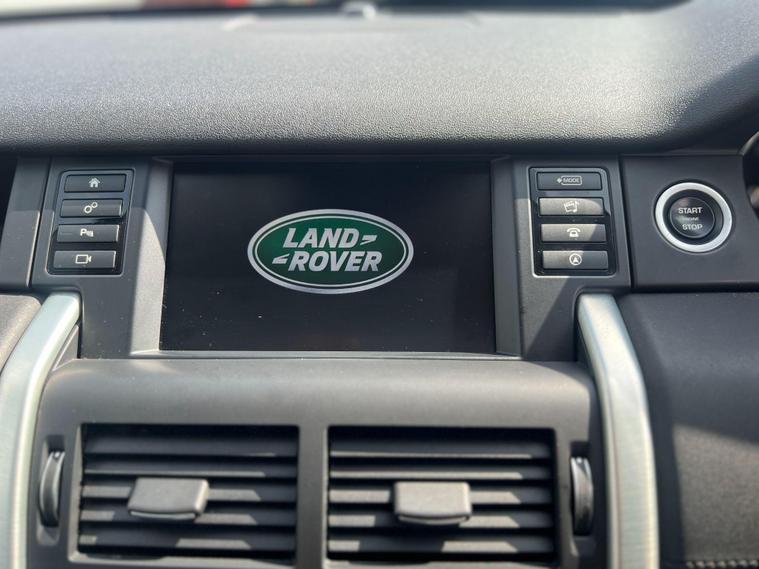 MODE
P
LAND
ROVER
START
ENGINE
STOP